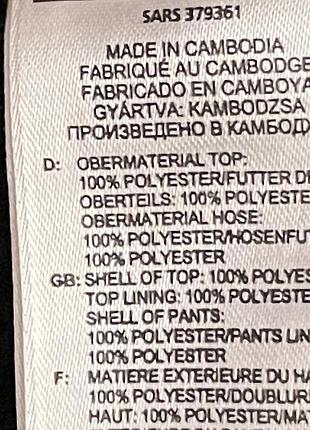 SARS 379361
MADE IN CAMBODIA
FABRIQUÉ AU CAMBODGE
FABRICADO EN CAMBOYA
GYÁRTVA: KAMBODZSA
ПРОИЗВЕДЕНО В КАМБОД
D: OBERMATERIAL TOP:
100% POLYESTER/FUTTER D
OBERTEILS: 100% POLYESTE
OBERMATERIAL HOSE:
100% POLYESTER/HOSENFU
100% POLYESTER
GB: SHELL OF TOP: 100% POLYES
TOP LINING: 100% POLYESTE
SHELL OF PANTS:
100% POLYESTER/PANTS LIN
100% POLYESTER
F: MATIERE EXTERIEURE DU HA
100% POLYESTER/DOUBLUR
HAUT: 100% POLYESTER/MA